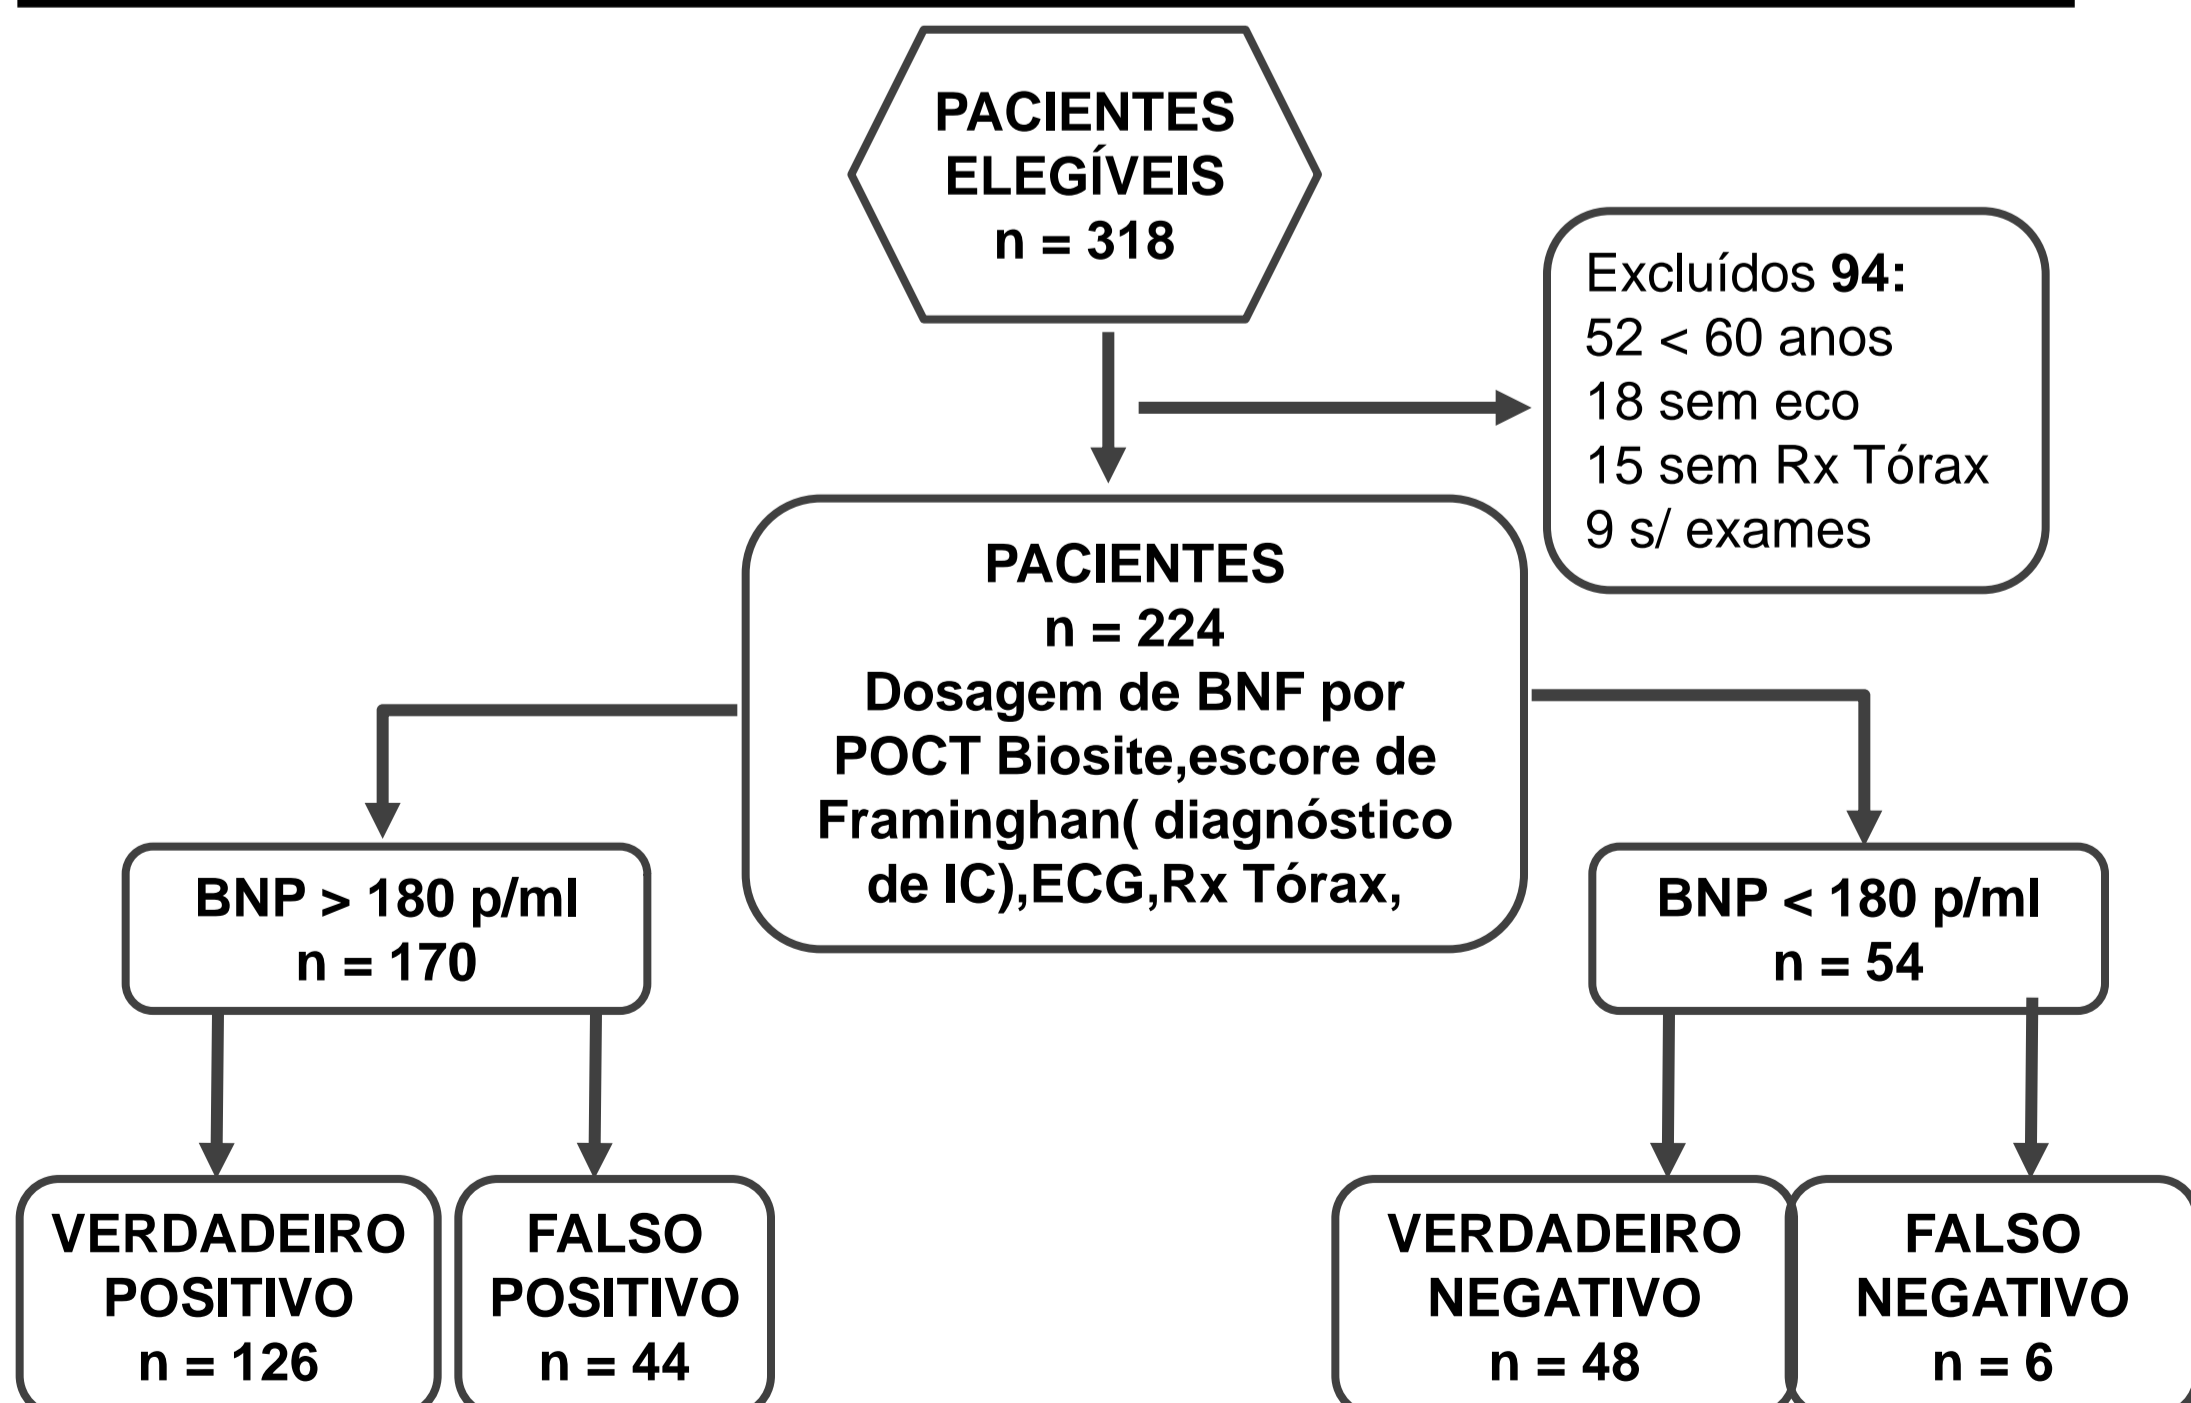 PACIENTES
ELEGÍVEIS
n = 318
Excluídos 94:
52 < 60 anos
18 sem eco
15 sem Rx Tórax
9 s/ exames
PACIENTES
n = 224
Dosagem de BNF por
POCT Biosite,escore de
Framinghan( diagnóstico
de IC),ECG,Rx Tórax,
BNP > 180 p/ml
n = 170
BNP < 180 p/ml
n = 54
VERDADEIRO
POSITIVO
n = 126
FALSO
POSITIVO
n = 44
VERDADEIRO
NEGATIVO
n = 48
FALSO
NEGATIVO
n = 6